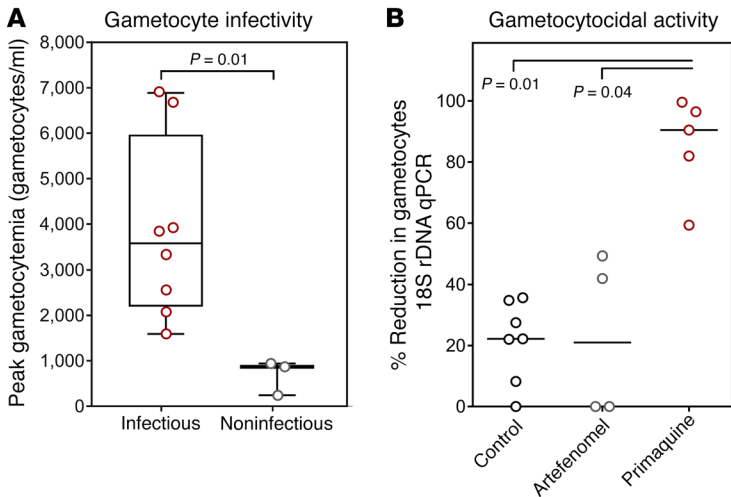 A Gametocyte infectivity
Peak gametocytemia (gametocytes/ml)
8,000
7,000
6,000
5,000
4,000
3,000
2,000
1,000
0
P = 0.01
Infectious Noninfectious
B Gametocytocidal activity
% Reduction in gametocytes
18S rDNA qPCR
100
80
60
40
20
0
P = 0.01
P = 0.04
Control
Artefenomel
Primaquine